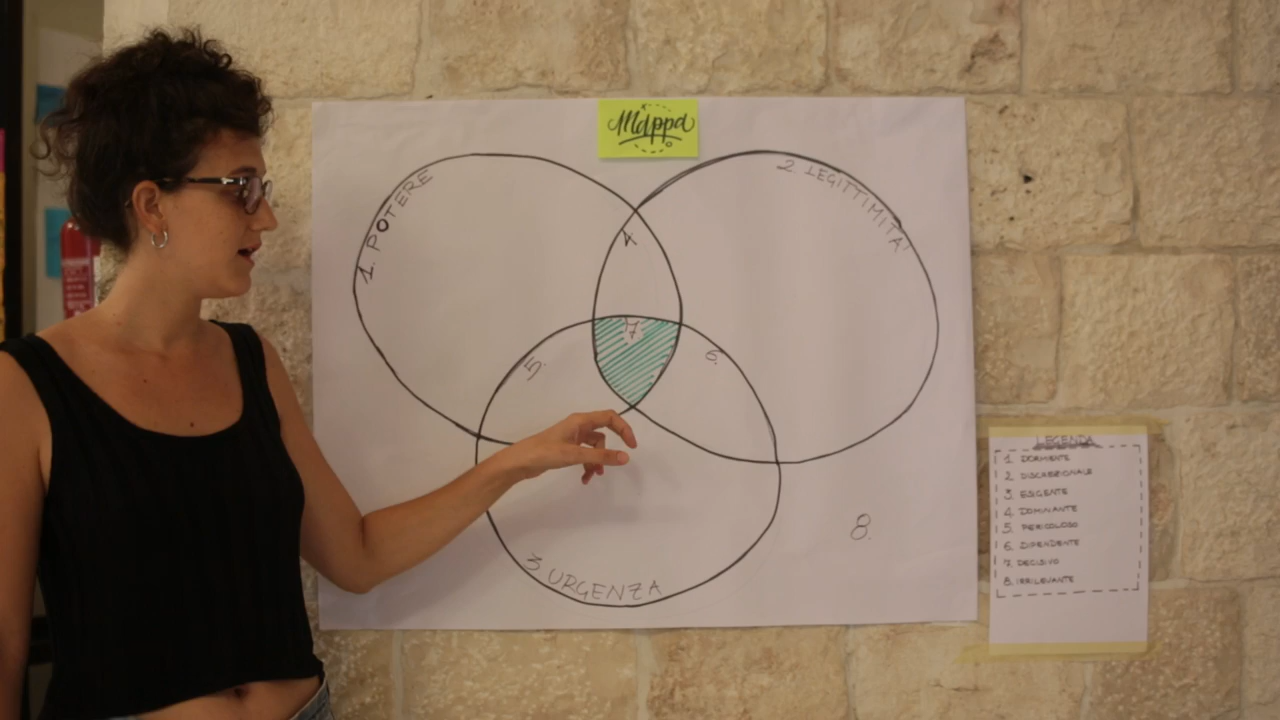 Mappa
1. POTERE
2 LEGITTIMITA'
4
7
5.
6.
3 URGENZA
8.
LEGENDA
1. DORMIENTE
2 DISCREZIONALE
3 ESIGENTE
4. DOMINANTE
5. PERICOLOSO
6. DIPENDENTE
7. DECISIVO
8. IRRILEVANTE